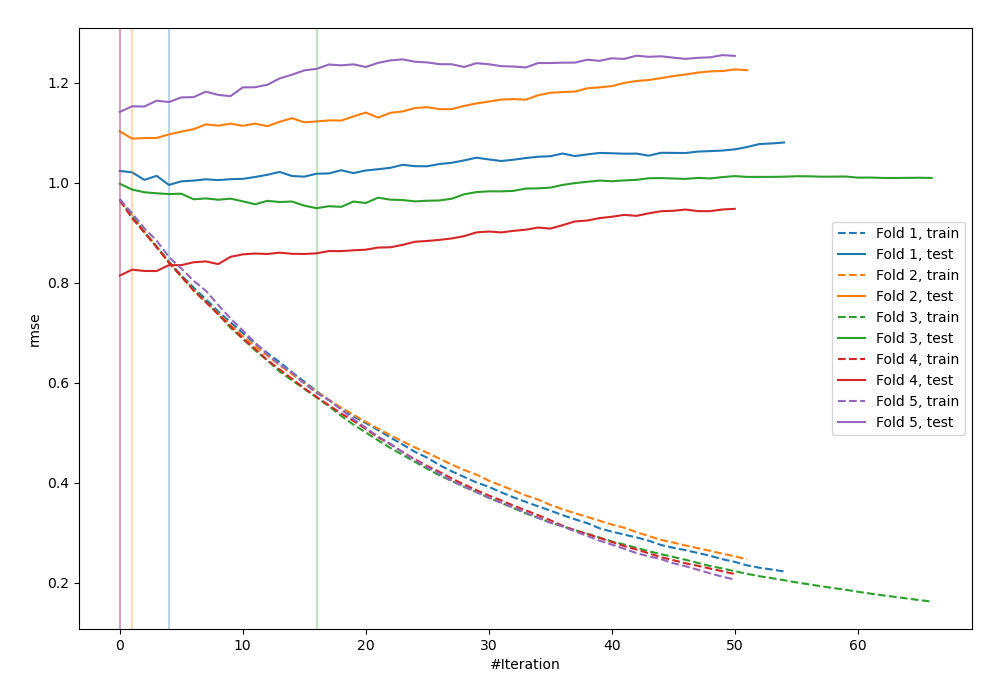 1.2
1.0
0.8
0.6
0.4
0.2
rmse
0
10
20
30
40
50
60
#Iteration
Fold 1, train
Fold 1, test
Fold 2, train
Fold 2, test
Fold 3, train
Fold 3, test
Fold 4, train
Fold 4, test
Fold 5, train
Fold 5, test